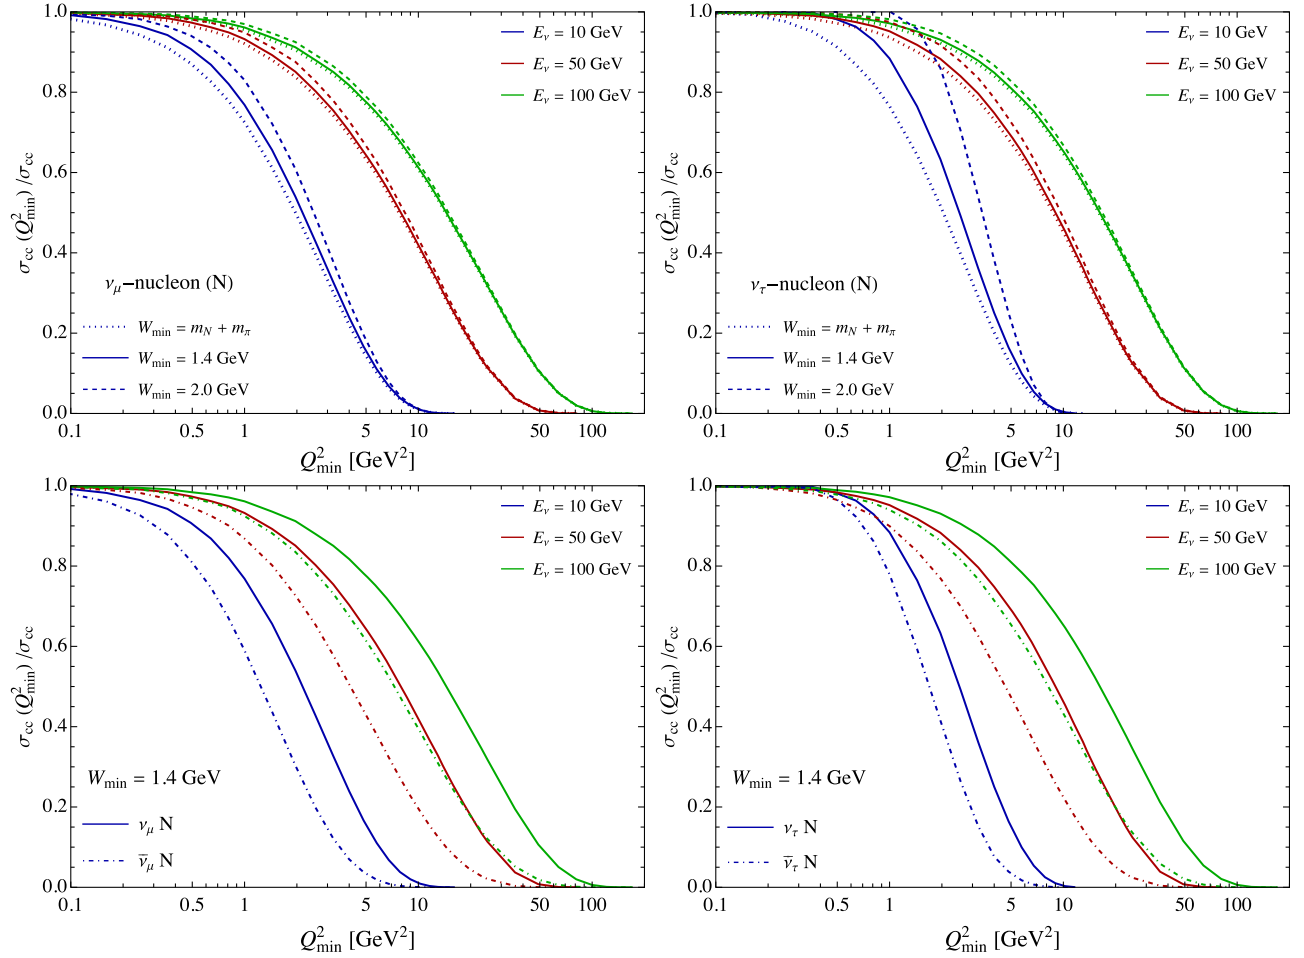 σcc (Q²min) /σcc
1.0
0.8
0.6
0.4
0.2
0.0
Eν = 10 GeV
Eν = 50 GeV
Eν = 100 GeV
νμ−nucleon (N)
Wmin = mN + mπ
Wmin = 1.4 GeV
Wmin = 2.0 GeV
0.1 1 5 10 50 100
Q²min [GeV²]
σcc (Q²min) /σcc
1.0
0.8
0.6
0.4
0.2
0.0
Eν = 10 GeV
Eν = 50 GeV
Eν = 100 GeV
ντ−nucleon (N)
Wmin = mN + mπ
Wmin = 1.4 GeV
Wmin = 2.0 GeV
0.1 1 5 10 50 100
Q²min [GeV²]
σcc (Q²min) /σcc
1.0
0.8
0.6
0.4
0.2
0.0
Eν = 10 GeV
Eν = 50 GeV
Eν = 100 GeV
Wmin = 1.4 GeV
νμ N
ν̄μ N
0.1 1 5 10 50 100
Q²min [GeV²]
σcc (Q²min) /σcc
1.0
0.8
0.6
0.4
0.2
0.0
Eν = 10 GeV
Eν = 50 GeV
Eν = 100 GeV
Wmin = 1.4 GeV
ντ N
ν̄τ N
0.1 1 5 10 50 100
Q²min [GeV²]